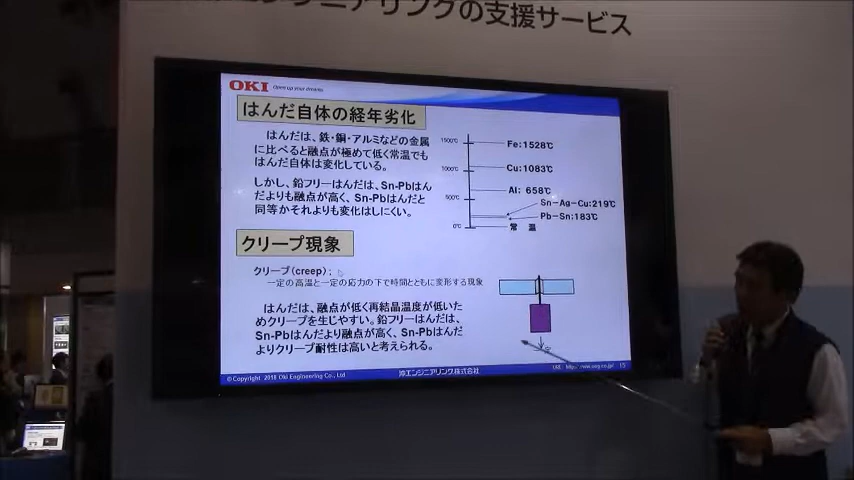 ニアリングの支援サービス
OKI Open up your dreams
はんだ自体の経年劣化
はんだは、鉄・銅・アルミなどの金属
に比べると融点が極めて低く常温でも
はんだ自体は変化している。
しかし、鉛フリーはんだは、Sn-Pbはん
だよりも融点が高く、Sn-Pbはんだと
同等かそれよりも変化はしにくい。
1500℃
Fe:1528℃
1000℃
Cu:1083℃
Al: 658℃
500℃
Sn-Ag-Cu:219℃
Pb-Sn:183℃
0℃
常 温
クリープ現象
クリープ(creep):
一定の高温と一定の応力の下で時間とともに変形する現象
はんだは、融点が低く再結晶温度が低いた
めクリープを生じやすい。鉛フリーはんだは、
Sn-Pbはんだより融点が高く、Sn-Pbはんだ
よりクリープ耐性は高いと考えられる。
© Copyright 2018 Oki Engineering Co., Ltd
沖エンジニアリング株式会社
15